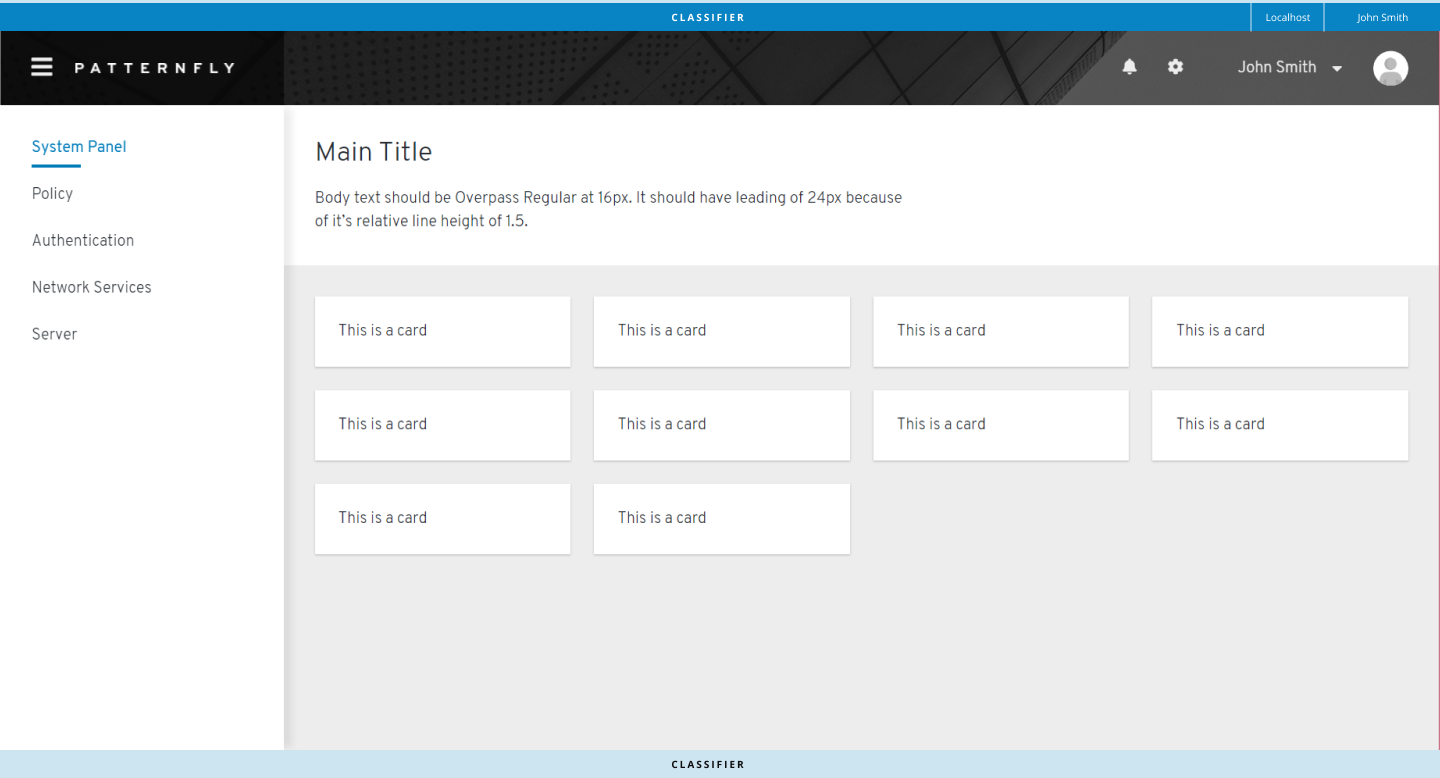 CLASSIFIER
Localhost
John Smith
PATTERNFLY
John Smith
System Panel
Policy
Authentication
Network Services
Server
Main Title
Body text should be Overpass Regular at 16px. It should have leading of 24px because
of it’s relative line height of 1.5.
This is a card
This is a card
This is a card
This is a card
This is a card
This is a card
This is a card
This is a card
This is a card
This is a card
CLASSIFIER